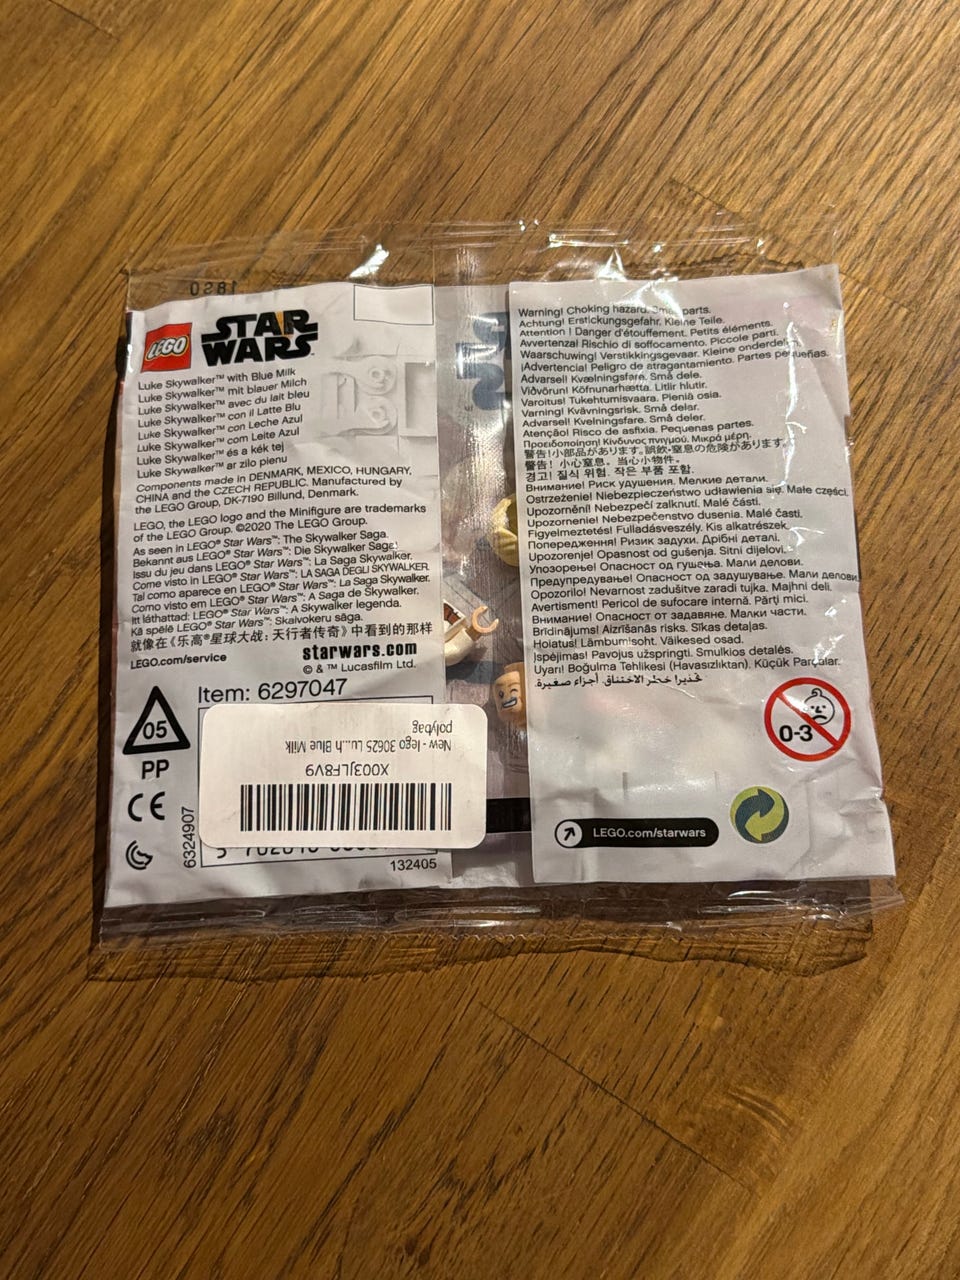 LEGO
STAR
WARS™
Luke Skywalker™ with Blue Milk
Luke Skywalker™ mit blauer Milch
Luke Skywalker™ avec du lait bleu
Luke Skywalker™ con il Latte Blu
Luke Skywalker™ con Leche Azul
Luke Skywalker™ com Leite Azul
Luke Skywalker™ és a kék tej
Luke Skywalker™ ar zilo pienu
Components made in DENMARK, MEXICO, HUNGARY,
CHINA and the CZECH REPUBLIC. Manufactured by
the LEGO Group, DK-7190 Billund, Denmark.
LEGO, the LEGO logo and the Minifigure are trademarks
of the LEGO Group. ©2020 The LEGO Group.
As seen in LEGO® Star Wars™: The Skywalker Saga.
Bekannt aus LEGO® Star Wars™: Die Skywalker Saga.
Issu du jeu dans LEGO® Star Wars™: La Saga Skywalker.
Come visto in LEGO® Star Wars™: LA SAGA DEGLI SKYWALKER.
Tal como aparece en LEGO® Star Wars™: La Saga Skywalker.
Como visto em LEGO® Star Wars™: A Saga de Skywalker.
Itt láthattad: LEGO® Star Wars™: A Skywalker legenda.
Kā spēlē LEGO® Star Wars™: Skaivokeru sāga.
就像在《乐高®星球大战：天行者传奇》中看到的那样
LEGO.com/service
starwars.com
© & ™ Lucasfilm Ltd.
Item: 6297047
05
PP
CE
6324907
New - lego 30625 Lu...h Blue Milk
polybag
X003JLF8V9
132405
Warning! Choking hazard. Small parts.
Achtung! Erstickungsgefahr. Kleine Teile.
Attention ! Danger d'étouffement. Petits éléments.
Avvertenza! Rischio di soffocamento. Piccole parti.
Waarschuwing! Verstikkingsgevaar. Kleine onderdelen.
¡Advertencia! Peligro de atragantamiento. Partes pequeñas.
Advarsel! Kvælningsfare. Små dele.
Viðvörun! Köfnunarhætta. Litlir hlutir.
Varoitus! Tukehtumisvaara. Pieniä osia.
Varning! Kvävningsrisk. Små delar.
Advarsel! Kvelningsfare. Små deler.
Atenção! Risco de asfixia. Pequenas partes.
Προειδοποίηση! Κίνδυνος πνιγμού. Μικρά μέρη.
警告！小部品があります。誤飲・窒息の危険があります。
警告！小心窒息。当心小物件。
경고! 질식 위험. 작은 부품 포함.
Внимание! Риск удушения. Мелкие детали.
Ostrzeżenie! Niebezpieczeństwo udławienia się. Małe części.
Upozornění! Nebezpečí zalknutí. Malé části.
Upozornenie! Nebezpečenstvo dusenia. Malé časti.
Figyelmeztetés! Fulladásveszély. Kis alkatrészek.
Попередження! Ризик задухи. Дрібні деталі.
Upozorenje! Opasnost od gušenja. Sitni dijelovi.
Упозорење! Опасност од гушења. Мали делови.
Предупредување! Опасност од задушување. Мали делови.
Opozorilo! Nevarnost zadušitve zaradi tujka. Majhni deli.
Avertisment! Pericol de sufocare internă. Părți mici.
Внимание! Опасност от задавяне. Малки части.
Brīdinājums! Aizrīšanās risks. Sīkas detaļas.
Hoiatus! Lämbumisoht. Väikesed osad.
Įspėjimas! Pavojus užspringti. Smulkios detalės.
Uyarı! Boğulma Tehlikesi (Havasızlıktan). Küçük Parçalar.
تحذير! خطر الاختناق. أجزاء صغيرة.
0-3
LEGO.com/starwars